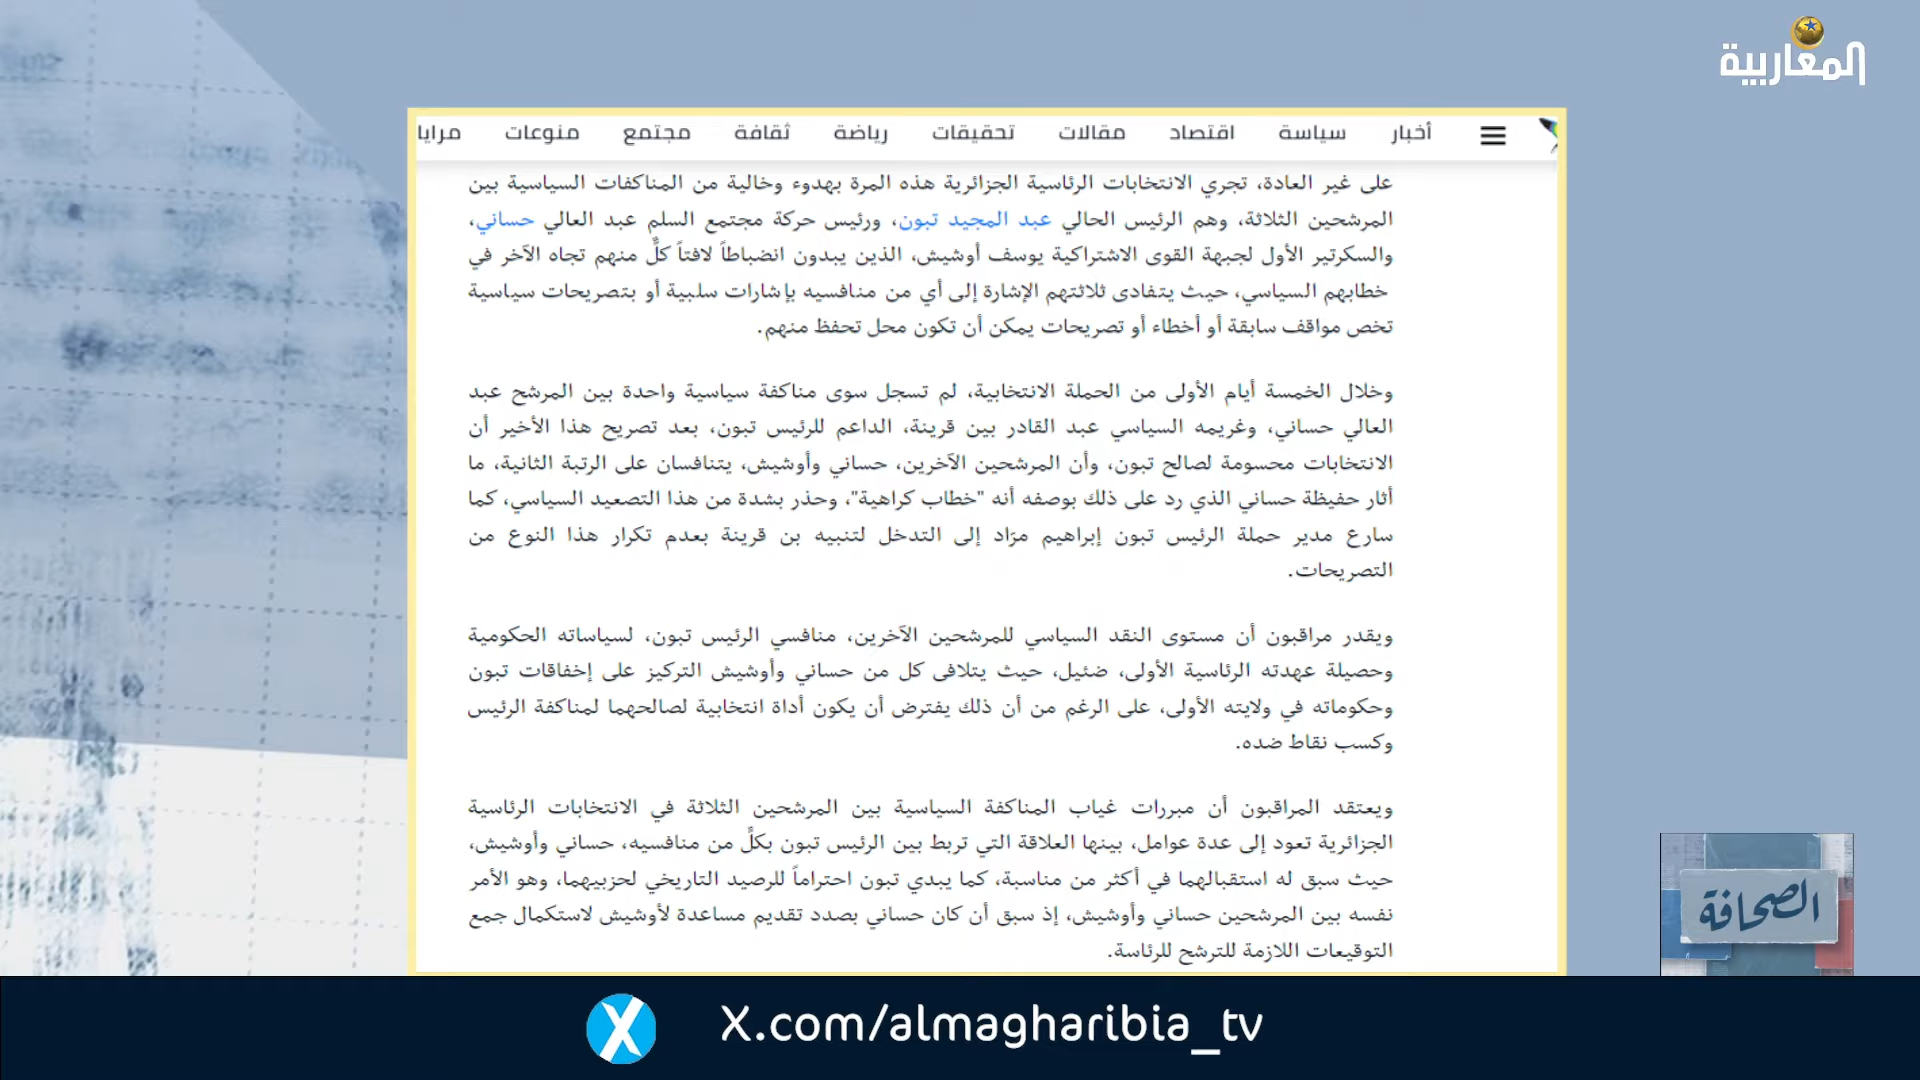 المغاربية
أخبار سياسة اقتصاد مقالات تحقيقات رياضة ثقافة مجتمع منوعات مرايا
على غير العادة، تجري الانتخابات الرئاسية الجزائرية هذه المرة بهدوء وخالية من المناكفات السياسية بين
المرشحين الثلاثة، وهم الرئيس الحالي عبد المجيد تبون، ورئيس حركة مجتمع السلم عبد العالي حساني،
والسكرتير الأول لجبهة القوى الاشتراكية يوسف أوشيش، الذين يبدون انضباطاً لافتاً كلٌّ منهم تجاه الآخر في
خطابهم السياسي، حيث يتفادى ثلاثتهم الإشارة إلى أي من منافسيه بإشارات سلبية أو بتصريحات سياسية
تخص مواقف سابقة أو أخطاء أو تصريحات يمكن أن تكون محل تحفظ منهم.
وخلال الخمسة أيام الأولى من الحملة الانتخابية، لم تسجل سوى مناكفة سياسية واحدة بين المرشح عبد
العالي حساني، وغريمه السياسي عبد القادر بين قرينة، الداعم للرئيس تبون، بعد تصريح هذا الأخير أن
الانتخابات محسومة لصالح تبون، وأن المرشحين الآخرين، حساني وأوشيش، يتنافسان على الرتبة الثانية، ما
أثار حفيظة حساني الذي رد على ذلك بوصفه أنه "خطاب كراهية"، وحذر بشدة من هذا التصعيد السياسي، كما
سارع مدير حملة الرئيس تبون إبراهيم مرّاد إلى التدخل لتنبيه بن قرينة بعدم تكرار هذا النوع من
التصريحات.
ويقدر مراقبون أن مستوى النقد السياسي للمرشحين الآخرين، منافسي الرئيس تبون، لسياساته الحكومية
وحصيلة عهدته الرئاسية الأولى، ضئيل، حيث يتلافى كل من حساني وأوشيش التركيز على إخفاقات تبون
وحكوماته في ولايته الأولى، على الرغم من أن ذلك يفترض أن يكون أداة انتخابية لصالحهما لمناكفة الرئيس
وكسب نقاط ضده.
ويعتقد المراقبون أن مبررات غياب المناكفة السياسية بين المرشحين الثلاثة في الانتخابات الرئاسية
الجزائرية تعود إلى عدة عوامل، بينها العلاقة التي تربط بين الرئيس تبون بكلٍّ من منافسيه، حساني وأوشيش،
حيث سبق له استقبالهما في أكثر من مناسبة، كما يبدي تبون احتراماً للرصيد التاريخي لحزبيهما، وهو الأمر
نفسه بين المرشحين حساني وأوشيش، إذ سبق أن كان حساني بصدد تقديم مساعدة لأوشيش لاستكمال جمع
التوقيعات اللازمة للترشح للرئاسة.
الصحافة
X.com/almagharibia_tv